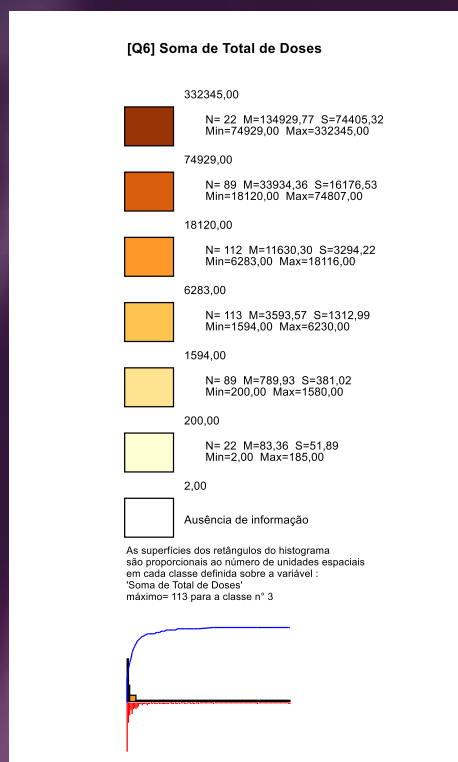 [Q6] Soma de Total de Doses
332345,00
N= 22 M=134929,77 S=74405,32
Min=74929,00 Max=332345,00
74929,00
N= 89 M=33934,36 S=16176,53
Min=18120,00 Max=74807,00
18120,00
N= 112 M=11630,30 S=3294,22
Min=6283,00 Max=18116,00
6283,00
N= 113 M=3593,57 S=1312,99
Min=1594,00 Max=6230,00
1594,00
N= 89 M=789,93 S=381,02
Min=200,00 Max=1580,00
200,00
N= 22 M=83,36 S=51,89
Min=2,00 Max=185,00
2,00
Ausência de informação
As superfícies dos retângulos do histograma
são proporcionais ao número de unidades espaciais
em cada classe definida sobre a variável :
'Soma de Total de Doses'
máximo= 113 para a classe n° 3